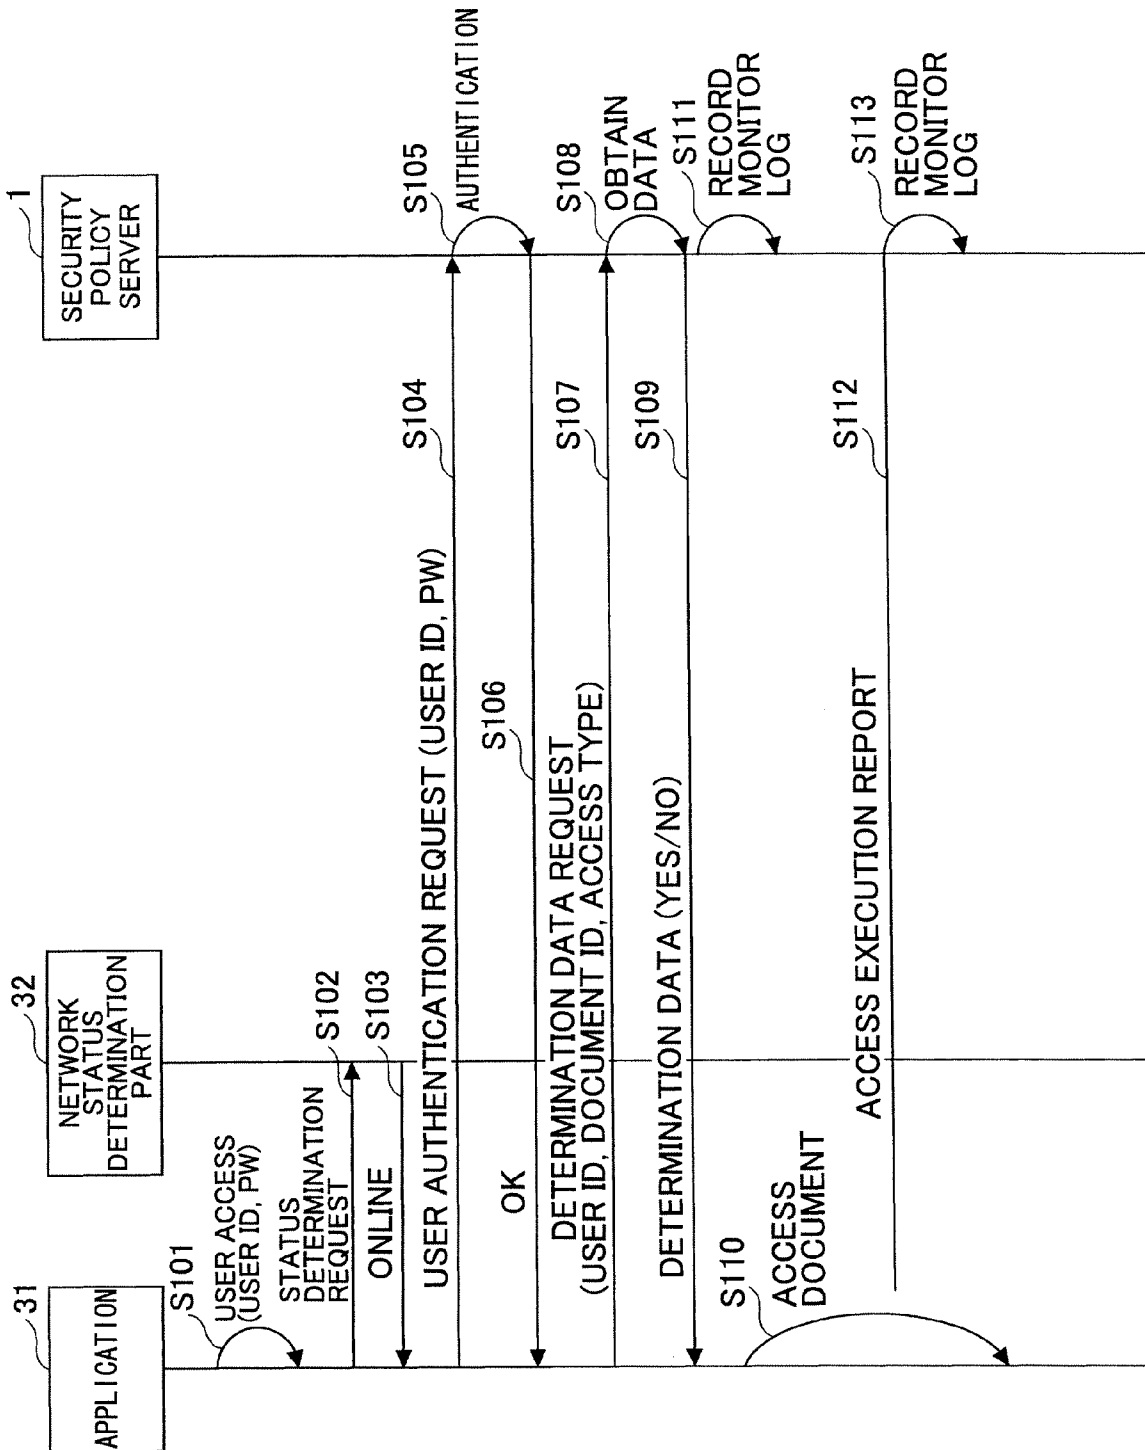 31
APPLICATION
32
NETWORK
STATUS
DETERMINATION
PART
1
SECURITY
POLICY
SERVER
S101
USER ACCESS
(USER ID, PW)
STATUS
DETERMINATION
REQUEST
S102
ONLINE
S103
USER AUTHENTICATION REQUEST (USER ID, PW)
S104
S105
AUTHENTICATION
OK
S106
DETERMINATION DATA REQUEST
(USER ID, DOCUMENT ID, ACCESS TYPE)
S107
S108
OBTAIN
DATA
DETERMINATION DATA (YES/NO)
S109
S110
ACCESS
DOCUMENT
S111
RECORD
MONITOR
LOG
ACCESS EXECUTION REPORT
S112
S113
RECORD
MONITOR
LOG